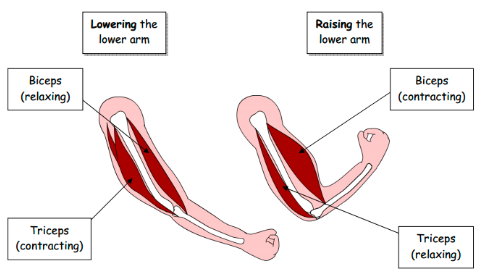 Lowering the
lower arm
Raising the
lower arm
Biceps
(relaxing)
Biceps
(contracting)
Triceps
(contracting)
Triceps
(relaxing)